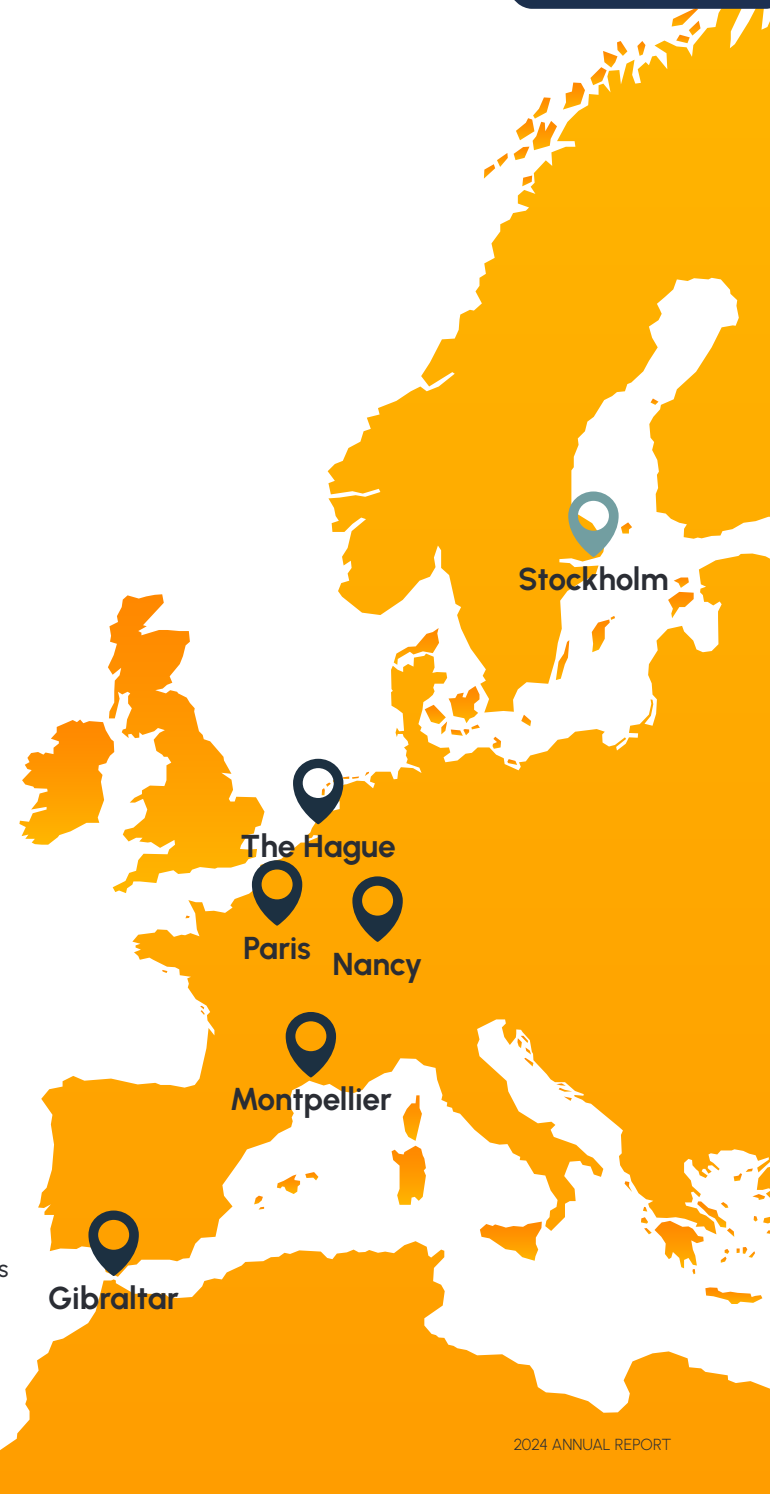 Stockholm
The Hague
Paris
Nancy
Montpellier
s
Gibraltar
2024 ANNUAL REPORT